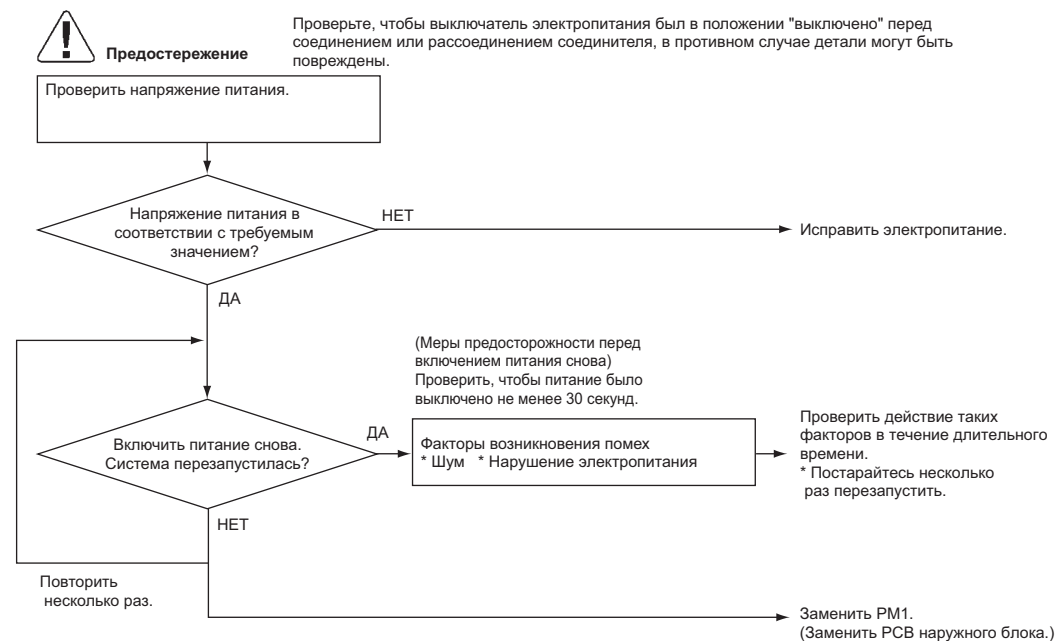 Предостережение
Проверьте, чтобы выключатель электропитания был в положении "выключено" перед
соединением или рассоединением соединителя, в противном случае детали могут быть
повреждены.
Проверить напряжение питания.
Напряжение питания в
соответствии с требуемым
значением?
НЕТ
Исправить электропитание.
ДА
(Меры предосторожности перед
включением питания снова)
Проверить, чтобы питание было
выключено не менее 30 секунд.
Включить питание снова.
Система перезапустилась?
ДА
Факторы возникновения помех
* Шум * Нарушение электропитания
Проверить действие таких
факторов в течение длительного
времени.
* Постарайтесь несколько
раз перезапустить.
НЕТ
Повторить
несколько раз.
Заменить PM1.
(Заменить PCB наружного блока.)